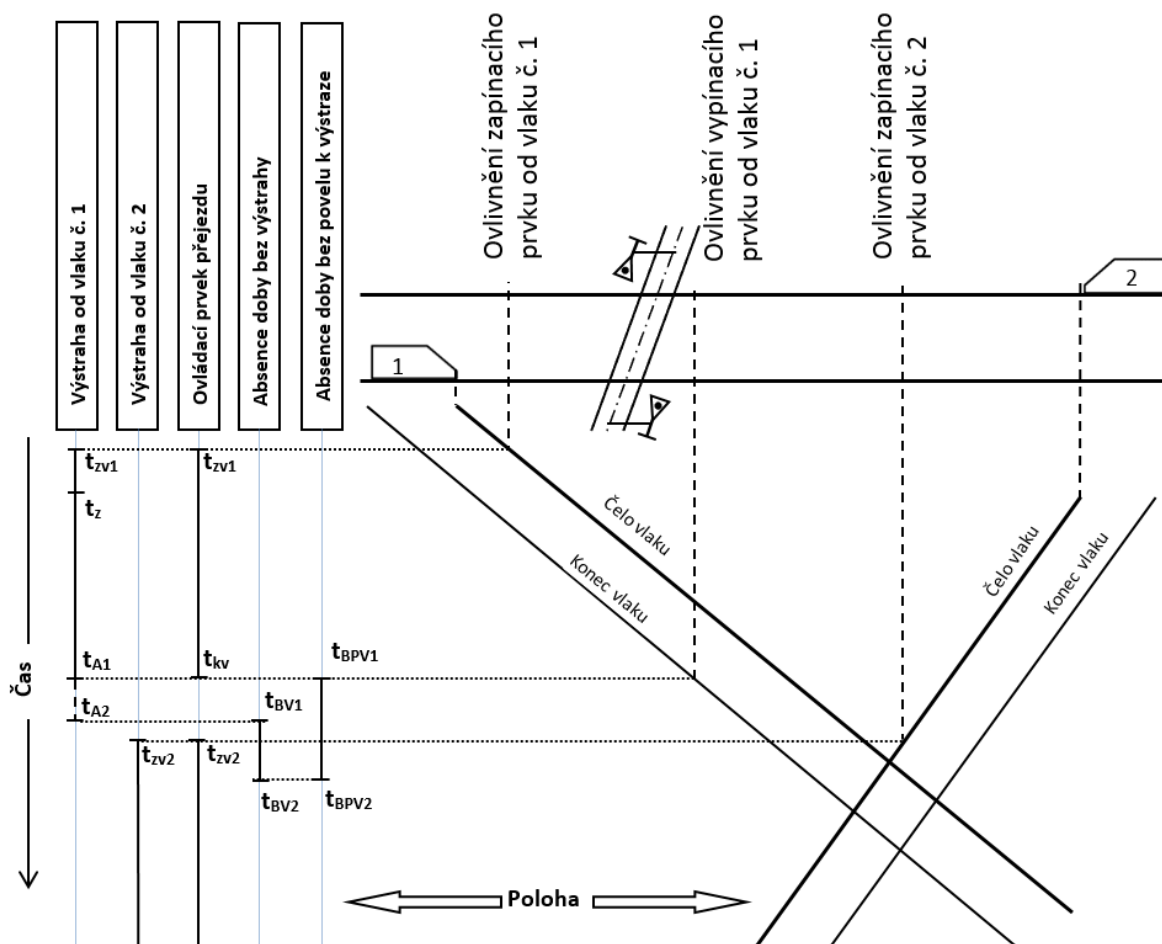 Výstraha od vlaku č. 1
Výstraha od vlaku č. 2
Ovládací prvek přejezdu
Absence doby bez výstrahy
Absence doby bez povelu k výstraze
Ovlivnění zapínacího
prvku od vlaku č. 1
Ovlivnění vypínacího
prvku od vlaku č. 1
Ovlivnění zapínacího
prvku od vlaku č. 2
1
2
Čas
tzv1
tzv1
tz
Čelo vlaku
Konec vlaku
Čelo vlaku
Konec vlaku
tA1
tkv
tBPV1
tA2
tBV1
tzv2
tzv2
tBV2
tBPV2
Poloha